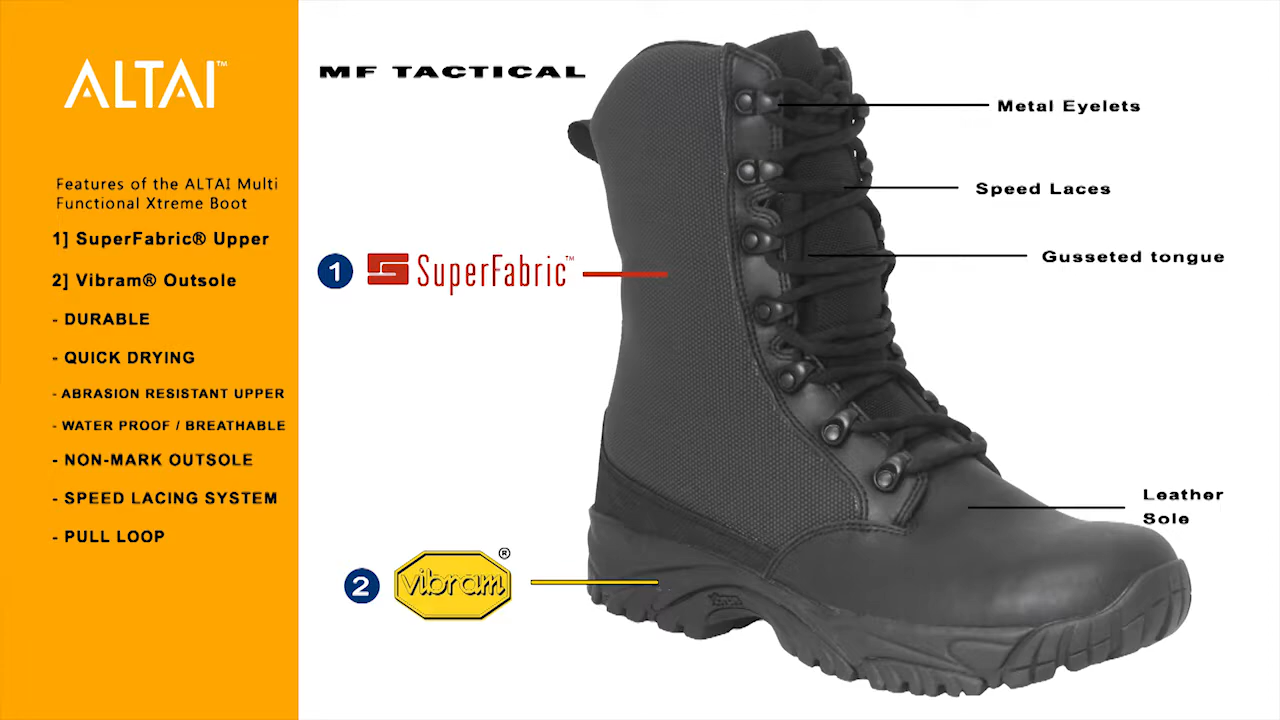 ALTAI™
Features of the ALTAI Multi
Functional Xtreme Boot
1] SuperFabric® Upper
2] Vibram® Outsole
- DURABLE
- QUICK DRYING
- ABRASION RESISTANT UPPER
- WATER PROOF / BREATHABLE
- NON-MARK OUTSOLE
- SPEED LACING SYSTEM
- PULL LOOP
MF TACTICAL
Metal Eyelets
Speed Laces
Gusseted tongue
1 SuperFabric™
Leather
Sole
2 vibram®